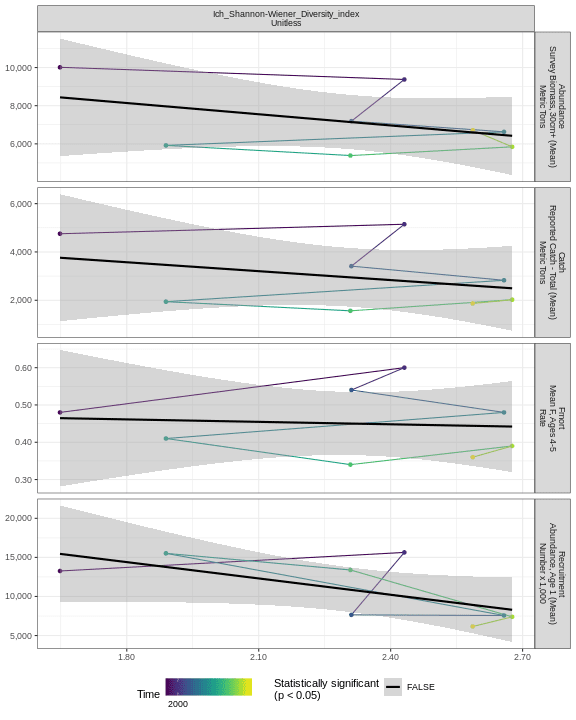 Ich_Shannon-Wiener_Diversity_index
Unitless
10,000
8,000
6,000
Abundance
Survey Biomass, 30cm+ (Mean)
Metric Tons
6,000
4,000
2,000
Catch
Reported Catch - Total (Mean)
Metric Tons
0.60
0.50
0.40
0.30
Fmort
Mean F, Ages 4-5
Rate
20,000
15,000
10,000
5,000
Recruitment
Abundance, Age 1 (Mean)
Number x 1,000
1.80
2.10
2.40
2.70
Time
2000
Statistically significant
(p < 0.05)
FALSE